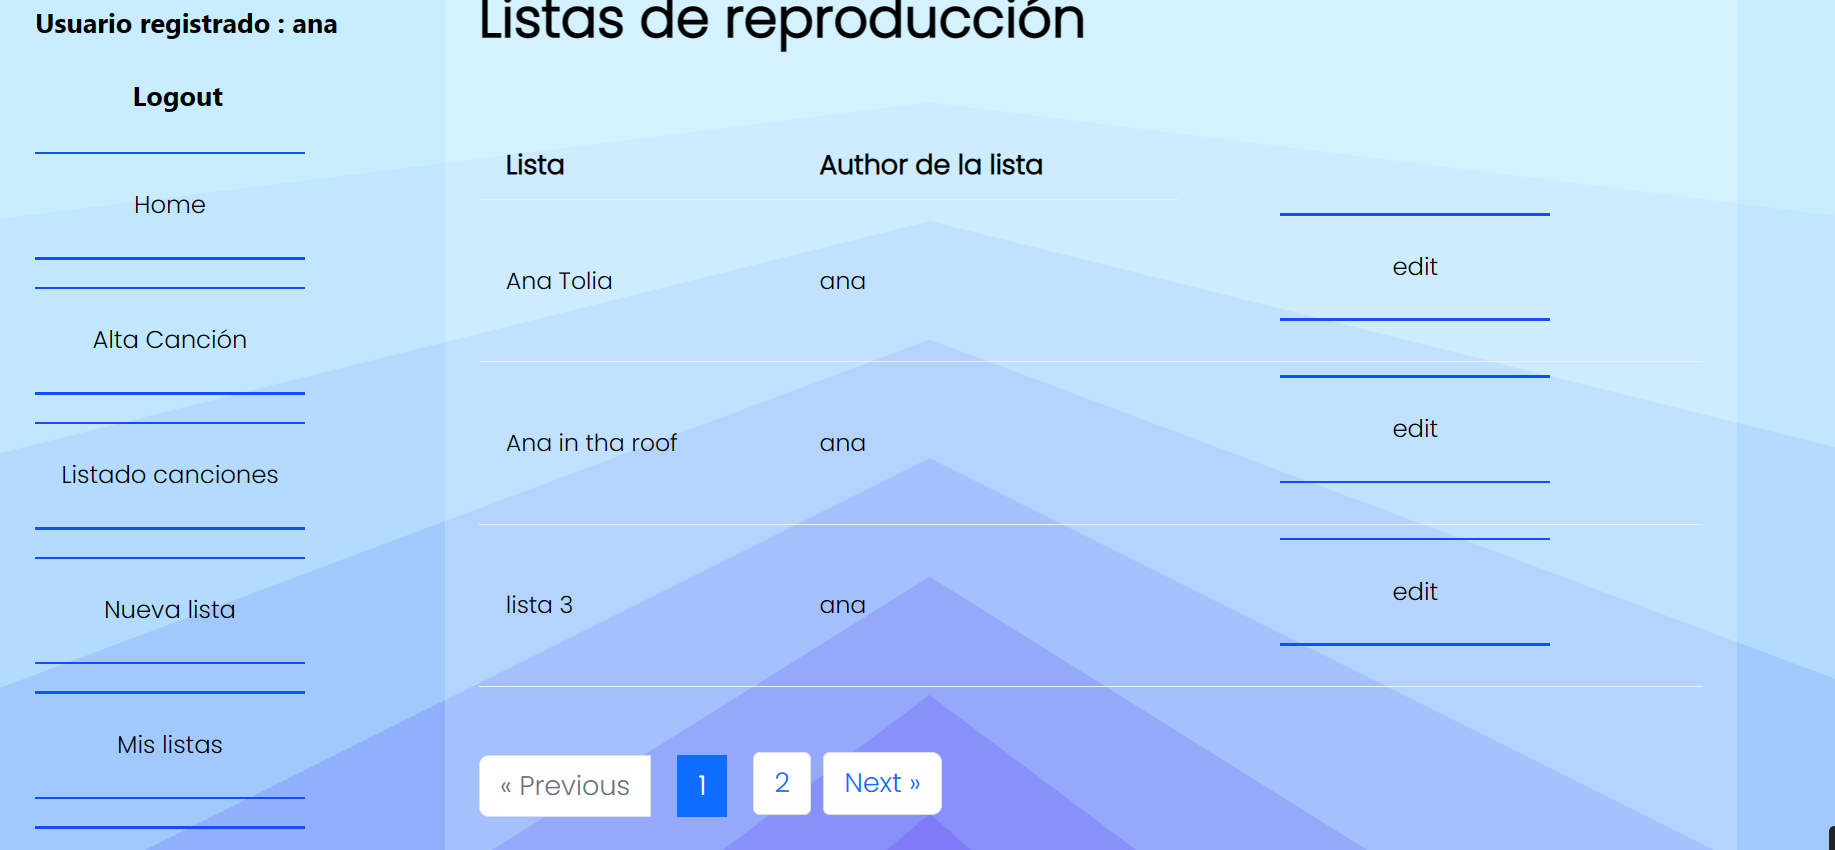 Usuario registrado : ana
Logout
Home
Alta Canción
Listado canciones
Nueva lista
Mis listas
Listas de reproducción
Lista Author de la lista
Ana Tolia ana edit
Ana in tha roof ana edit
lista 3 ana edit
« Previous 1 2 Next »